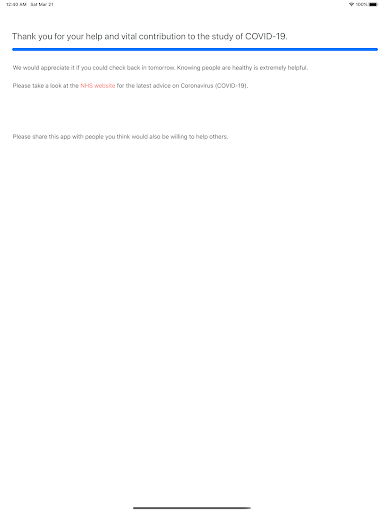 12:40 AM Sat Mar 21 100%
Thank you for your help and vital contribution to the study of COVID-19.
We would appreciate it if you could check back in tomorrow. Knowing people are healthy is extremely helpful.
Please take a look at the NHS website for the latest advice on Coronavirus (COVID-19).
Please share this app with people you think would also be willing to help others.